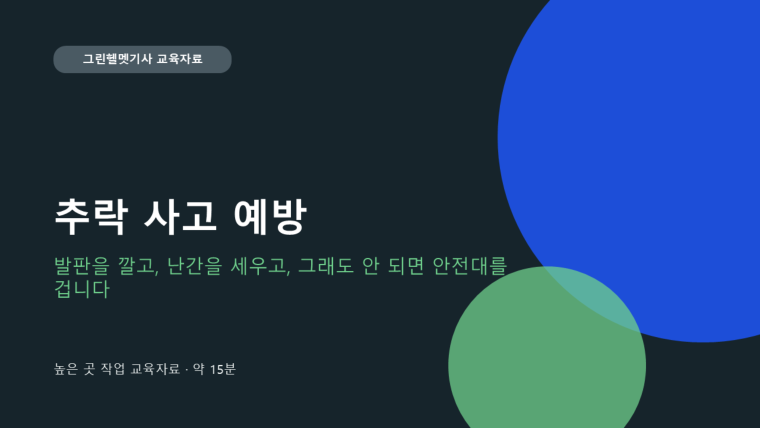 그린헬멧기사 교육자료
추락 사고 예방
발판을 깔고, 난간을 세우고, 그래도 안 되면 안전대를
겁니다
높은 곳 작업 교육자료 · 약 15분